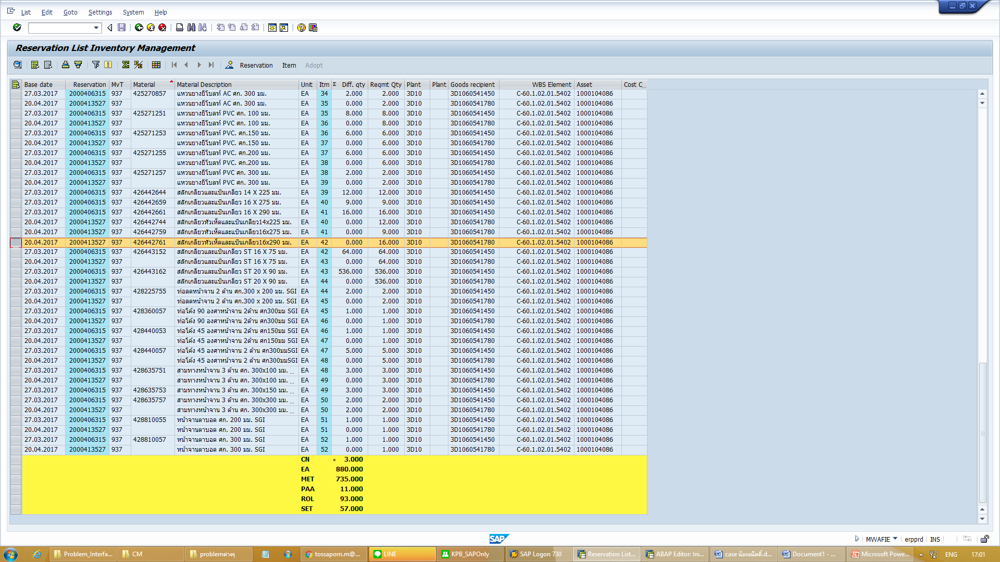 List Edit Goto Settings System Help
Reservation List Inventory Management
Reservation Item Adopt
Base date Reservation MvT Material Material Description Unit Itm Σ Diff. qty Reqmt Qty Plant Plant Goods recipient WBS Element Asset Cost C...
27.03.2017 2000406315 937 425270857 แหวนยางยีโบลท์ AC ศก. 300 มม. EA 34 2.000 2.000 3D10 3D1060541450 C-60.1.02.01.5402 1000104086
20.04.2017 2000413527 937 แหวนยางยีโบลท์ AC ศก. 300 มม. EA 35 0.000 2.000 3D10 3D1060541780 C-60.1.02.01.5402 1000104086
27.03.2017 2000406315 937 425271251 แหวนยางยีโบลท์ PVC ศก. 100 มม. EA 35 8.000 8.000 3D10 3D1060541450 C-60.1.02.01.5402 1000104086
20.04.2017 2000413527 937 แหวนยางยีโบลท์ PVC ศก. 100 มม. EA 36 0.000 8.000 3D10 3D1060541780 C-60.1.02.01.5402 1000104086
27.03.2017 2000406315 937 425271253 แหวนยางยีโบลท์ PVC. ศก.150 มม. EA 36 6.000 6.000 3D10 3D1060541450 C-60.1.02.01.5402 1000104086
20.04.2017 2000413527 937 แหวนยางยีโบลท์ PVC. ศก.150 มม. EA 37 0.000 6.000 3D10 3D1060541780 C-60.1.02.01.5402 1000104086
27.03.2017 2000406315 937 425271255 แหวนยางยีโบลท์ PVC. ศก.200 มม. EA 37 6.000 6.000 3D10 3D1060541450 C-60.1.02.01.5402 1000104086
20.04.2017 2000413527 937 แหวนยางยีโบลท์ PVC. ศก.200 มม. EA 38 0.000 6.000 3D10 3D1060541780 C-60.1.02.01.5402 1000104086
27.03.2017 2000406315 937 425271257 แหวนยางยีโบลท์ PVC ศก. 300 มม. EA 38 2.000 2.000 3D10 3D1060541450 C-60.1.02.01.5402 1000104086
20.04.2017 2000413527 937 แหวนยางยีโบลท์ PVC ศก. 300 มม. EA 39 0.000 2.000 3D10 3D1060541780 C-60.1.02.01.5402 1000104086
27.03.2017 2000406315 937 426442644 สลักเกลียวและแป้นเกลียว 14 X 225 มม. EA 39 12.000 12.000 3D10 3D1060541450 C-60.1.02.01.5402 1000104086
27.03.2017 2000406315 937 426442659 สลักเกลียวและแป้นเกลียว 16 X 275 มม. EA 40 9.000 9.000 3D10 3D1060541450 C-60.1.02.01.5402 1000104086
27.03.2017 2000406315 937 426442661 สลักเกลียวและแป้นเกลียว 16 X 290 มม. EA 41 16.000 16.000 3D10 3D1060541450 C-60.1.02.01.5402 1000104086
20.04.2017 2000413527 937 426442744 สลักเกลียวหัวเห็ดและแป้นเกลียว14x225 มม. EA 40 0.000 12.000 3D10 3D1060541780 C-60.1.02.01.5402 1000104086
20.04.2017 2000413527 937 426442759 สลักเกลียวหัวเห็ดและแป้นเกลียว16x275 มม. EA 41 0.000 9.000 3D10 3D1060541780 C-60.1.02.01.5402 1000104086
20.04.2017 2000413527 937 426442761 สลักเกลียวหัวเห็ดและแป้นเกลียว16x290 มม. EA 42 0.000 16.000 3D10 3D1060541780 C-60.1.02.01.5402 1000104086
27.03.2017 2000406315 937 426443152 สลักเกลียวและแป้นเกลียว ST 16 X 75 มม. EA 42 64.000 64.000 3D10 3D1060541450 C-60.1.02.01.5402 1000104086
20.04.2017 2000413527 937 สลักเกลียวและแป้นเกลียว ST 16 X 75 มม. EA 43 0.000 64.000 3D10 3D1060541780 C-60.1.02.01.5402 1000104086
27.03.2017 2000406315 937 426443162 สลักเกลียวและแป้นเกลียว ST 20 X 90 มม. EA 43 536.000 536.000 3D10 3D1060541450 C-60.1.02.01.5402 1000104086
20.04.2017 2000413527 937 สลักเกลียวและแป้นเกลียว ST 20 X 90 มม. EA 44 0.000 536.000 3D10 3D1060541780 C-60.1.02.01.5402 1000104086
27.03.2017 2000406315 937 428225755 ท่อลดหน้าจาน 2 ด้าน ศก.300 x 200 มม. SGI EA 44 2.000 2.000 3D10 3D1060541450 C-60.1.02.01.5402 1000104086
20.04.2017 2000413527 937 ท่อลดหน้าจาน 2 ด้าน ศก.300 x 200 มม. SGI EA 45 0.000 2.000 3D10 3D1060541780 C-60.1.02.01.5402 1000104086
27.03.2017 2000406315 937 428360057 ท่อโค้ง 90 องศาหน้าจาน 2ด้าน ศก300มม SGI EA 45 1.000 1.000 3D10 3D1060541450 C-60.1.02.01.5402 1000104086
20.04.2017 2000413527 937 ท่อโค้ง 90 องศาหน้าจาน 2ด้าน ศก300มม SGI EA 46 0.000 1.000 3D10 3D1060541780 C-60.1.02.01.5402 1000104086
27.03.2017 2000406315 937 428440053 ท่อโค้ง 45 องศาหน้าจาน 2ด้าน ศก150มม SGI EA 46 1.000 1.000 3D10 3D1060541450 C-60.1.02.01.5402 1000104086
20.04.2017 2000413527 937 ท่อโค้ง 45 องศาหน้าจาน 2ด้าน ศก150มม SGI EA 47 0.000 1.000 3D10 3D1060541780 C-60.1.02.01.5402 1000104086
27.03.2017 2000406315 937 428440057 ท่อโค้ง 45 องศาหน้าจาน 2 ด้าน ศก300มมSGI EA 47 5.000 5.000 3D10 3D1060541450 C-60.1.02.01.5402 1000104086
20.04.2017 2000413527 937 ท่อโค้ง 45 องศาหน้าจาน 2 ด้าน ศก300มมSGI EA 48 0.000 5.000 3D10 3D1060541780 C-60.1.02.01.5402 1000104086
27.03.2017 2000406315 937 428635751 สามทางหน้าจาน 3 ด้าน ศก. 300x100 มม. ... EA 48 3.000 3.000 3D10 3D1060541450 C-60.1.02.01.5402 1000104086
20.04.2017 2000413527 937 สามทางหน้าจาน 3 ด้าน ศก. 300x100 มม. ... EA 49 0.000 3.000 3D10 3D1060541780 C-60.1.02.01.5402 1000104086
27.03.2017 2000406315 937 428635753 สามทางหน้าจาน 3 ด้าน ศก. 300x150 มม. ... EA 49 3.000 3.000 3D10 3D1060541450 C-60.1.02.01.5402 1000104086
27.03.2017 2000406315 937 428635757 สามทางหน้าจาน 3 ด้าน ศก. 300x300 มม. ... EA 50 2.000 2.000 3D10 3D1060541450 C-60.1.02.01.5402 1000104086
20.04.2017 2000413527 937 สามทางหน้าจาน 3 ด้าน ศก. 300x300 มม. ... EA 50 2.000 2.000 3D10 3D1060541780 C-60.1.02.01.5402 1000104086
27.03.2017 2000406315 937 428810055 หน้าจานตาบอด ศก. 200 มม. SGI EA 51 1.000 1.000 3D10 3D1060541450 C-60.1.02.01.5402 1000104086
20.04.2017 2000413527 937 หน้าจานตาบอด ศก. 200 มม. SGI EA 51 0.000 1.000 3D10 3D1060541780 C-60.1.02.01.5402 1000104086
27.03.2017 2000406315 937 428810057 หน้าจานตาบอด ศก. 300 มม. SGI EA 52 1.000 1.000 3D10 3D1060541450 C-60.1.02.01.5402 1000104086
20.04.2017 2000413527 937 หน้าจานตาบอด ศก. 300 มม. SGI EA 52 0.000 1.000 3D10 3D1060541780 C-60.1.02.01.5402 1000104086
CN 3.000
EA 880.000
MET 735.000
PAA 11.000
ROL 93.000
SET 57.000
SAP
MWAFIE erpprd INS
Problem_Interfa... CM problemต่างๆ tossaporn.m@... LINE KPB_SAPOnly SAP Logon 730 Reservation List... ABAP Editor: Ini... case น้องแน๊ตตี้.d... Document1 - ... Microsoft Powe... ENG 17:01